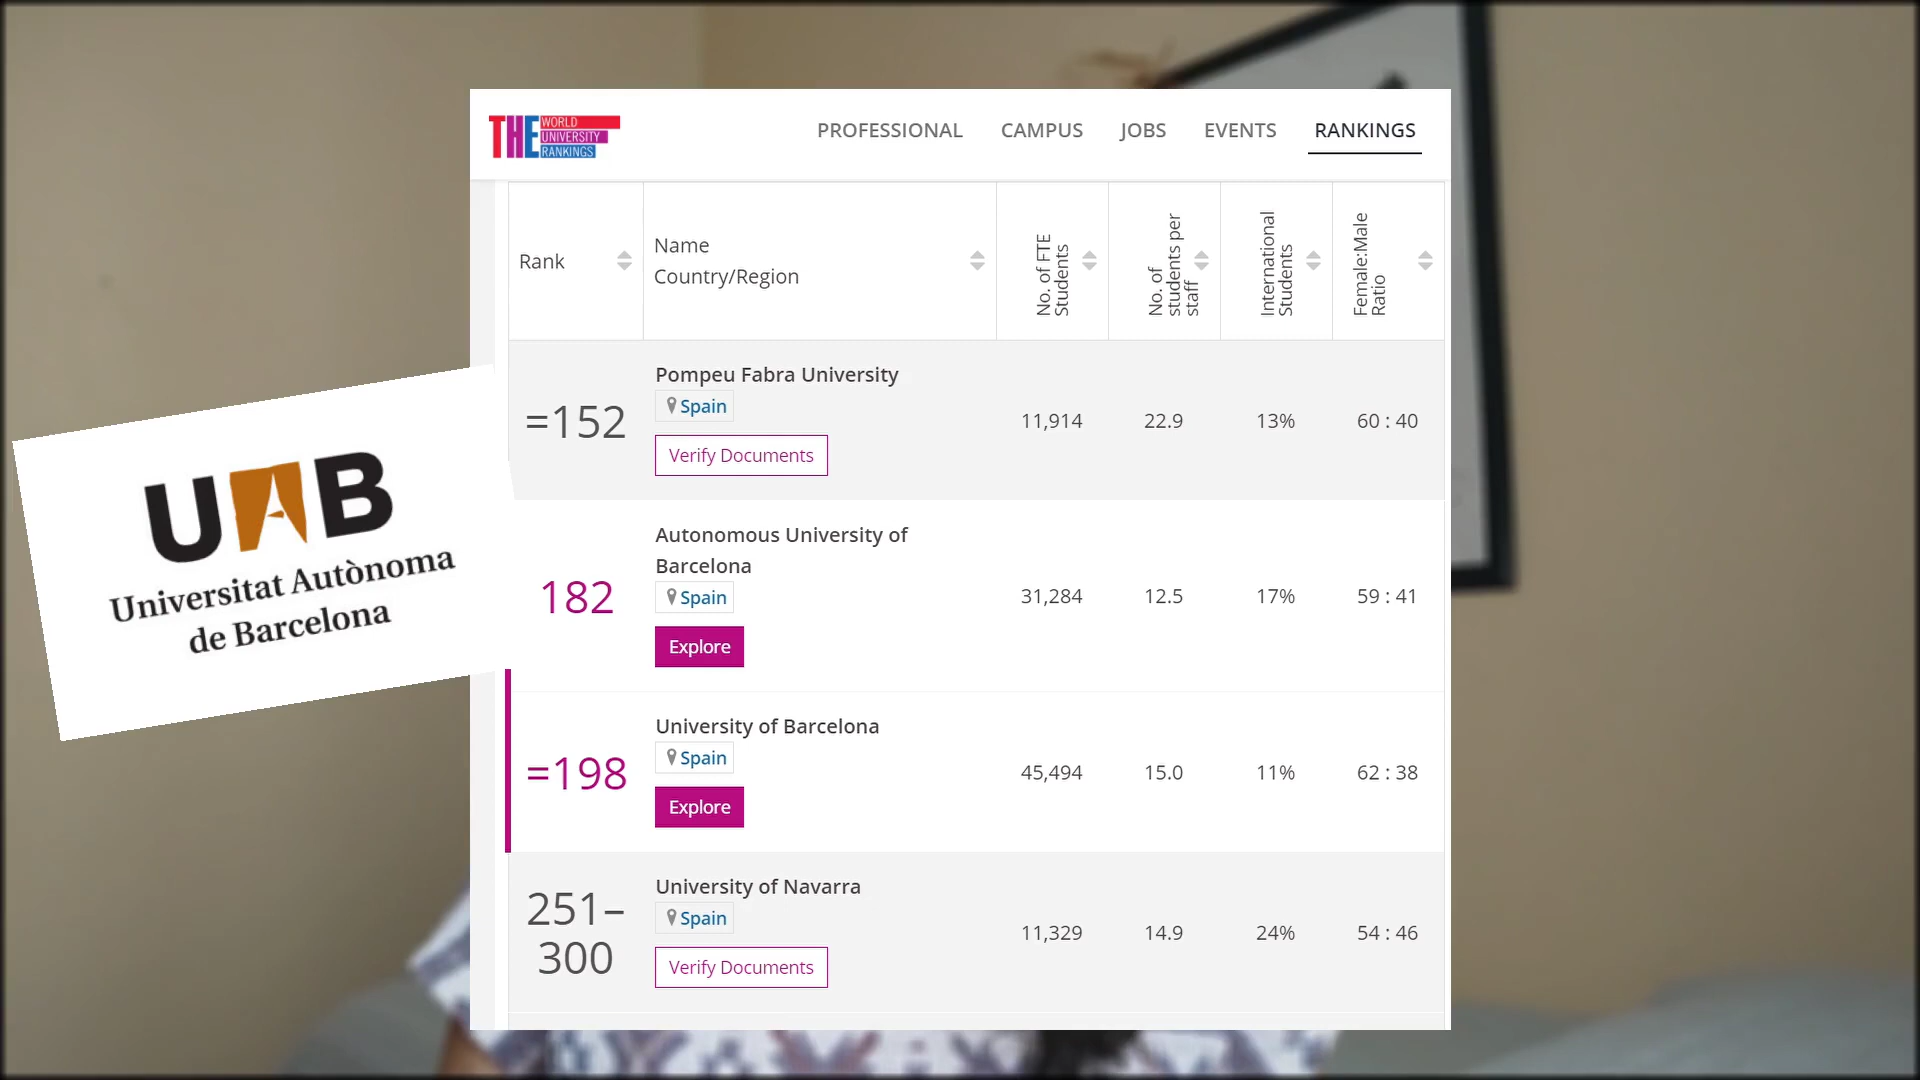 THE WORLD
UNIVERSITY
RANKINGS
PROFESSIONAL CAMPUS JOBS EVENTS RANKINGS
Rank
Name
Country/Region
No. of FTE
Students
No. of
students per
staff
International
Students
Female:Male
Ratio
=152
Pompeu Fabra University
Spain
Verify Documents
11,914 22.9 13% 60 : 40
UAB
Universitat Autònoma
de Barcelona
182
Autonomous University of
Barcelona
Spain
Explore
31,284 12.5 17% 59 : 41
=198
University of Barcelona
Spain
Explore
45,494 15.0 11% 62 : 38
251–
300
University of Navarra
Spain
Verify Documents
11,329 14.9 24% 54 : 46